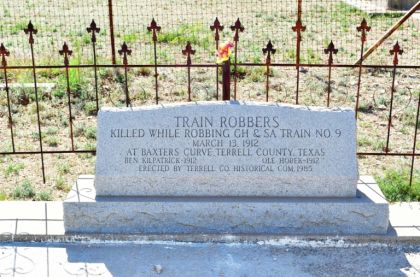 TRAIN ROBBERS
KILLED WHILE ROBBING GH & SA TRAIN NO. 9
MARCH 13, 1912
AT BAXTERS CURVE, TERRELL COUNTY, TEXAS
BEN KILPATRICK-1912 OLE HOBEK-1912
ERECTED BY TERRELL CO. HISTORICAL COM. 1985